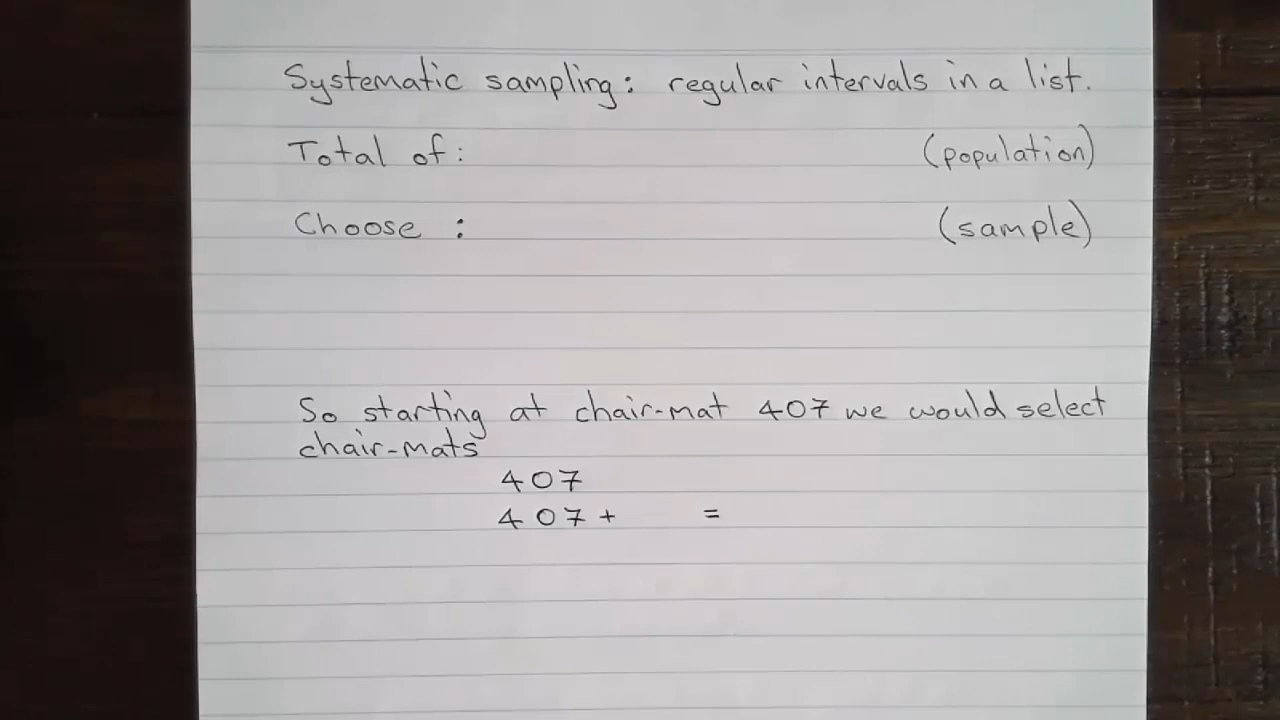 Systematic sampling: regular intervals in a list.
Total of: (population)
Choose : (sample)
So starting at chair-mat 407 we would select
chair-mats
407
407 + =